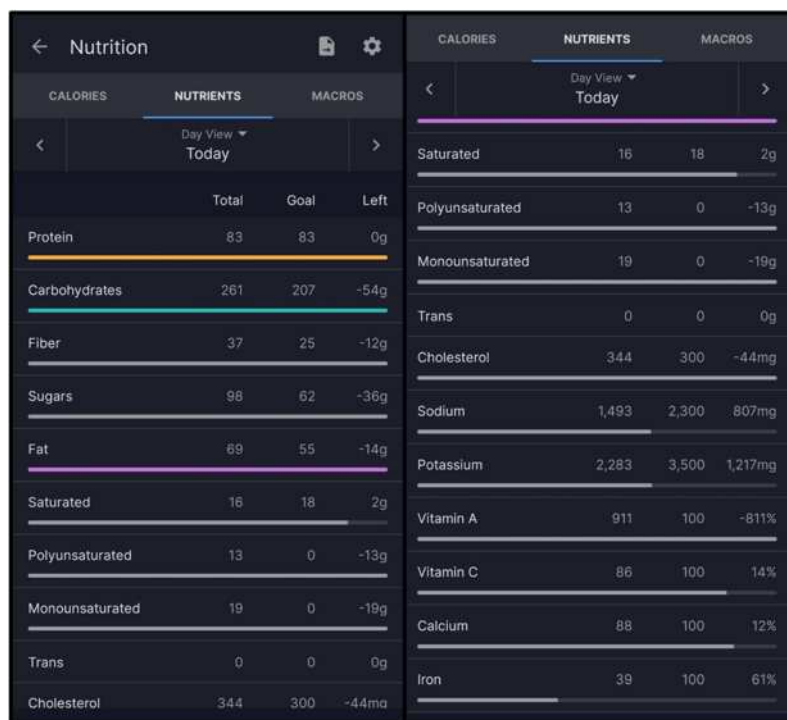 Nutrition
CALORIES NUTRIENTS MACROS
Day View
Today
Total Goal Left
Protein 83 83 0g
Carbohydrates 261 207 -54g
Fiber 37 25 -12g
Sugars 98 62 -36g
Fat 69 55 -14g
Saturated 16 18 2g
Polyunsaturated 13 0 -13g
Monounsaturated 19 0 -19g
Trans 0 0 0g
Cholesterol 344 300 -44mg
CALORIES NUTRIENTS MACROS
Day View
Today
Saturated 16 18 2g
Polyunsaturated 13 0 -13g
Monounsaturated 19 0 -19g
Trans 0 0 0g
Cholesterol 344 300 -44mg
Sodium 1,493 2,300 807mg
Potassium 2,283 3,500 1,217mg
Vitamin A 911 100 -811%
Vitamin C 86 100 14%
Calcium 88 100 12%
Iron 39 100 61%